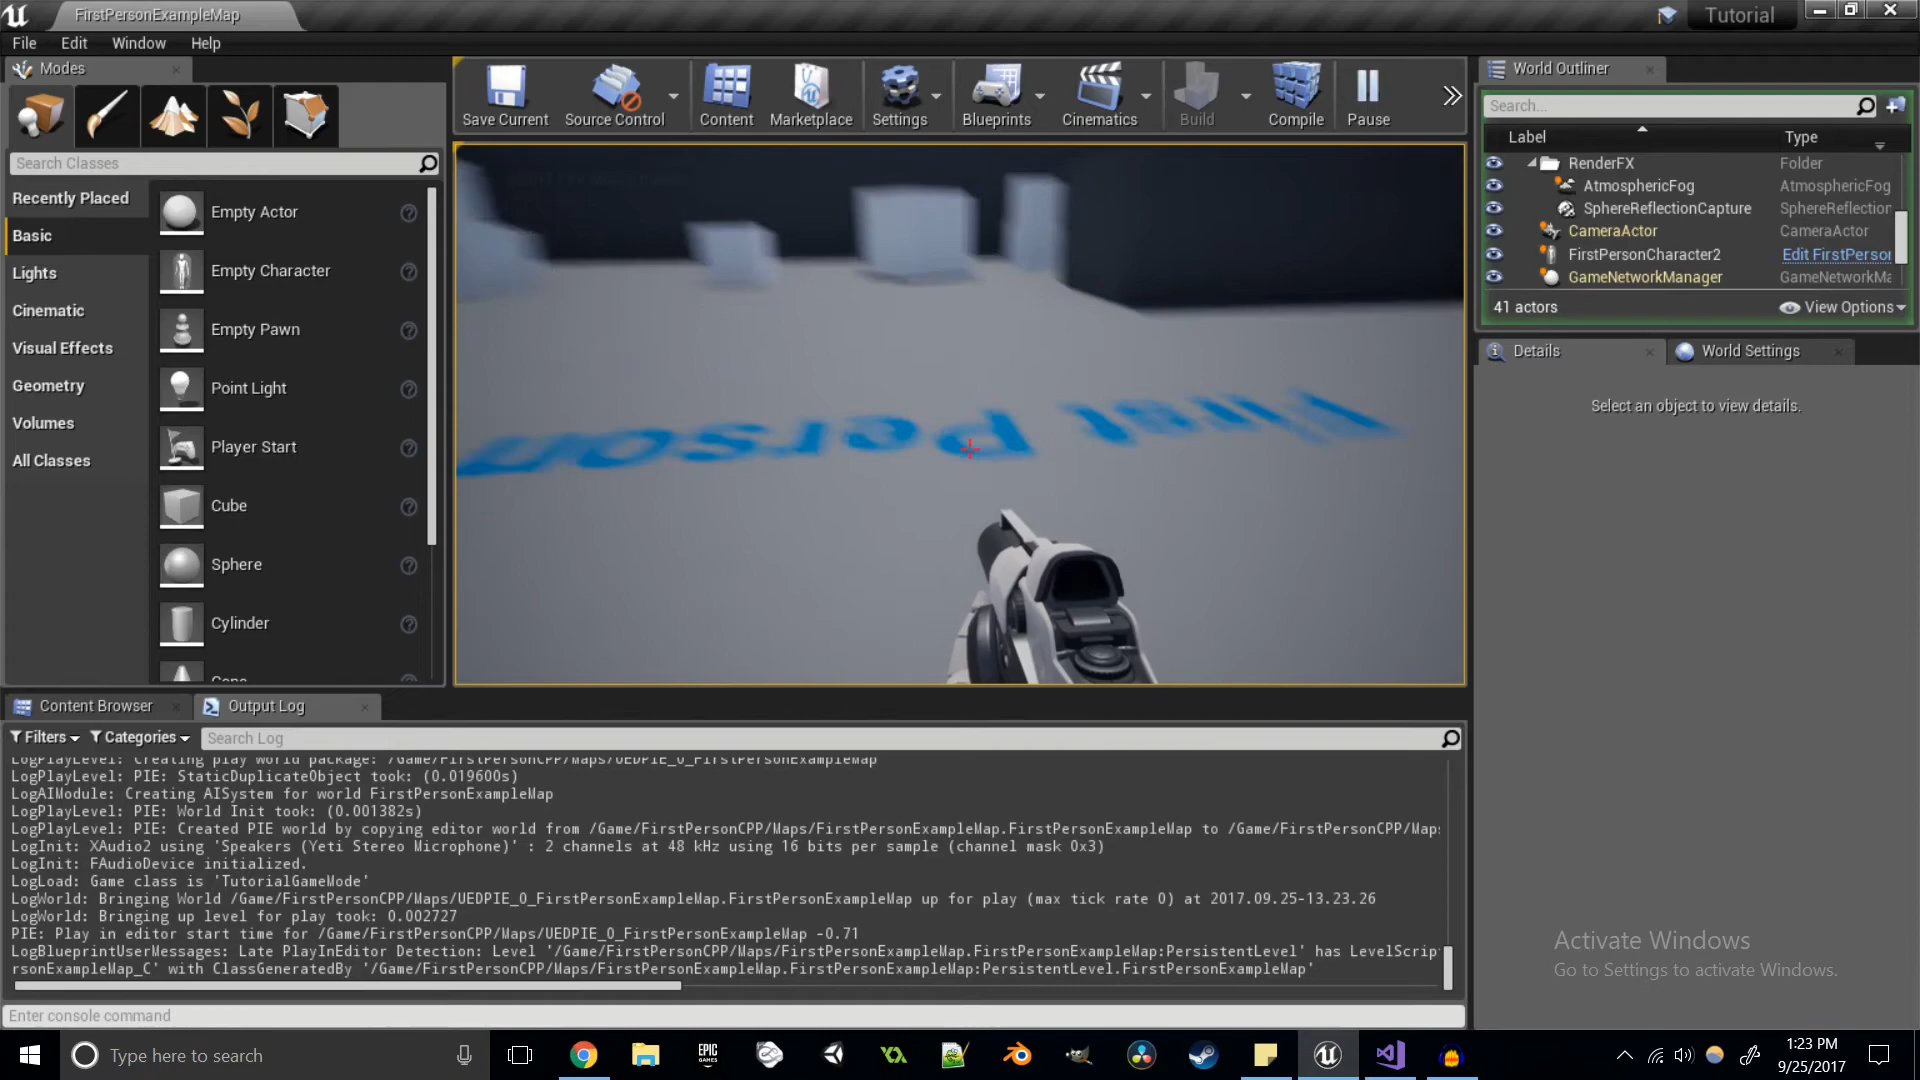 FirstPersonExampleMap
Tutorial
File Edit Window Help
Modes
Search Classes
Recently Placed
Basic
Lights
Cinematic
Visual Effects
Geometry
Volumes
All Classes
Empty Actor
Empty Character
Empty Pawn
Point Light
Player Start
Cube
Sphere
Cylinder
Save Current Source Control Content Marketplace Settings Blueprints Cinematics Build Compile Pause
First Person
World Outliner
Search...
Label Type
RenderFX Folder
AtmosphericFog AtmosphericFog
SphereReflectionCapture SphereReflection
CameraActor CameraActor
FirstPersonCharacter2 Edit FirstPerson
GameNetworkManager GameNetworkMa
41 actors View Options
Details World Settings
Select an object to view details.
Content Browser Output Log
Filters Categories Search Log
LogPlayLevel: Creating play world package: /Game/FirstPersonCPP/Maps/UEDPIE_0_FirstPersonExampleMap
LogPlayLevel: PIE: StaticDuplicateObject took: (0.019600s)
LogAIModule: Creating AISystem for world FirstPersonExampleMap
LogPlayLevel: PIE: World Init took: (0.001382s)
LogPlayLevel: PIE: Created PIE world by copying editor world from /Game/FirstPersonCPP/Maps/FirstPersonExampleMap.FirstPersonExampleMap to /Game/FirstPersonCPP/Maps
LogInit: XAudio2 using 'Speakers (Yeti Stereo Microphone)' : 2 channels at 48 kHz using 16 bits per sample (channel mask 0x3)
LogInit: FAudioDevice initialized.
LogLoad: Game class is 'TutorialGameMode'
LogWorld: Bringing World /Game/FirstPersonCPP/Maps/UEDPIE_0_FirstPersonExampleMap.FirstPersonExampleMap up for play (max tick rate 0) at 2017.09.25-13.23.26
LogWorld: Bringing up level for play took: 0.002727
PIE: Play in editor start time for /Game/FirstPersonCPP/Maps/UEDPIE_0_FirstPersonExampleMap -0.71
LogBlueprintUserMessages: Late PlayInEditor Detection: Level '/Game/FirstPersonCPP/Maps/FirstPersonExampleMap.FirstPersonExampleMap:PersistentLevel' has LevelScrip
rsonExampleMap_C' with ClassGeneratedBy '/Game/FirstPersonCPP/Maps/FirstPersonExampleMap.FirstPersonExampleMap:PersistentLevel.FirstPersonExampleMap'
Enter console command
Activate Windows
Go to Settings to activate Windows.
Type here to search
EPIC GAMES
1:23 PM
9/25/2017